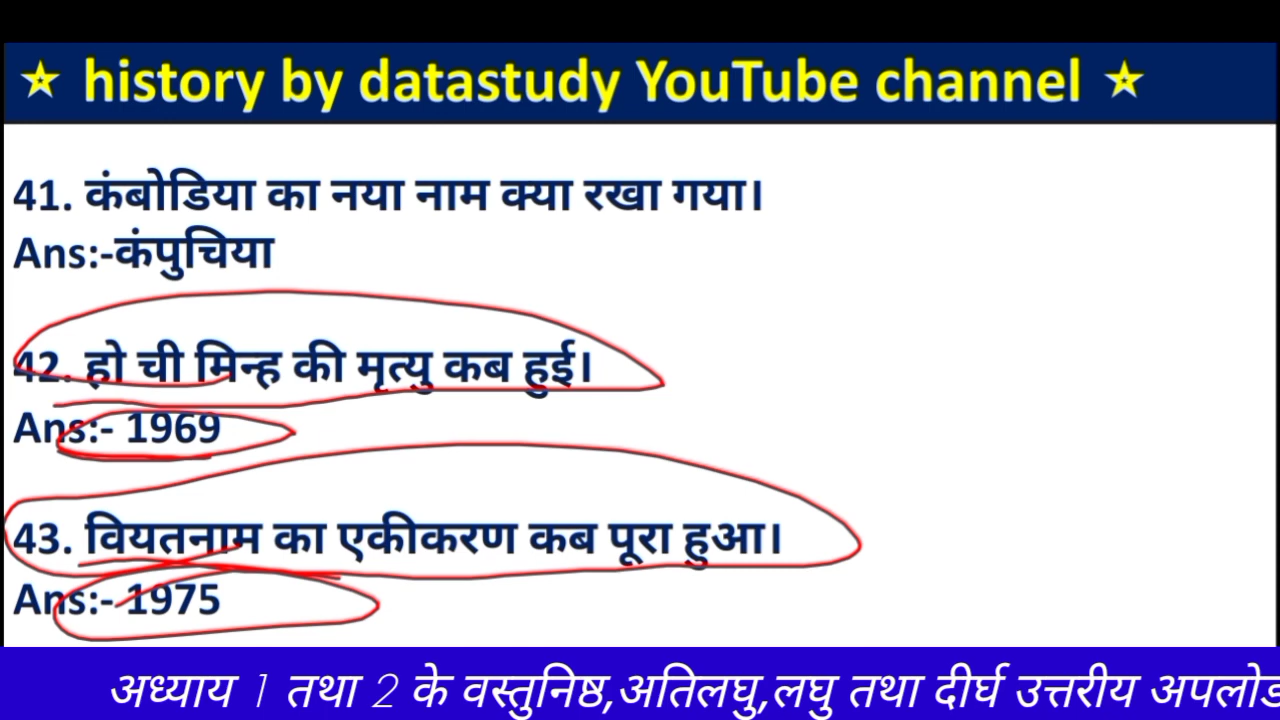 ★ history by datastudy YouTube channel ★
41. कंबोडिया का नया नाम क्या रखा गया।
Ans:-कंपुचिया
42. हो ची मिन्ह की मृत्यु कब हुई।
Ans:- 1969
43. वियतनाम का एकीकरण कब पूरा हुआ।
Ans:- 1975
अध्याय 1 तथा 2 के वस्तुनिष्ठ,अतिलघु,लघु तथा दीर्घ उत्तरीय अपलोड